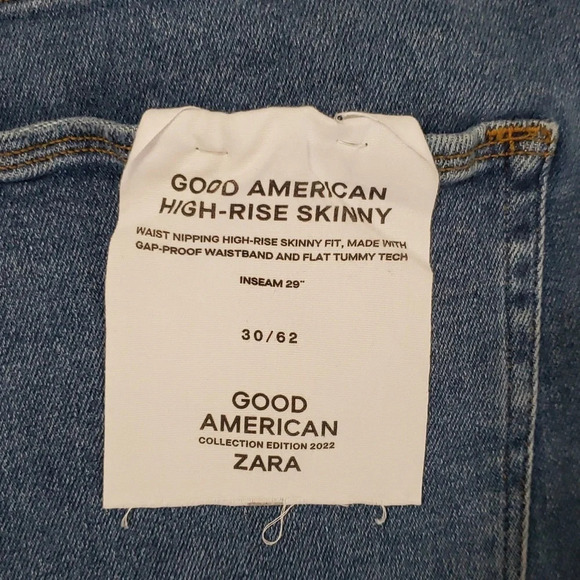 GOOD AMERICAN
HIGH-RISE SKINNY
WAIST NIPPING HIGH-RISE SKINNY FIT, MADE WITH
GAP-PROOF WAISTBAND AND FLAT TUMMY TECH
INSEAM 29"
30/62
GOOD
AMERICAN
COLLECTION EDITION 2022
ZARA